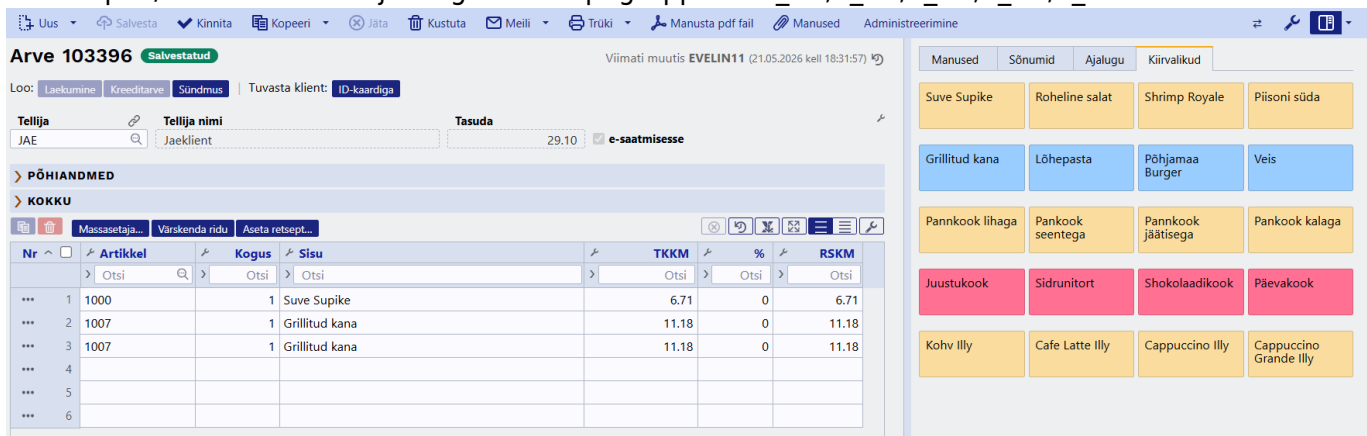 Uus Salvesta Kinnita Kopeeri Jäta Kustuta Meili Trüki Manusta pdf fail Manused Administreerimine
Arve 103396 Salvestatud Viimati muutis EVELIN11 (21.05.2026 kell 18:31:57)
Loo: Laekumine Kreeditarve Sündmus | Tuvasta klient: ID-kaardiga
Tellija Tellija nimi Tasuda
JAE Jaeklient 29.10 e-saatmisesse
PÕHIANDMED
KOKKU
Massasetaja... Värskenda ridu Aseta retsept...
Nr Artikkel Kogus Sisu TKKM % RSKM
Otsi Otsi Otsi Otsi Otsi Otsi
1 1000 1 Suve Supike 6.71 0 6.71
2 1007 1 Grillitud kana 11.18 0 11.18
3 1007 1 Grillitud kana 11.18 0 11.18
4
5
6
Manused Sõnumid Ajalugu Kiirvalikud
Suve Supike Roheline salat Shrimp Royale Piisoni süda
Grillitud kana Lõhepasta Põhjamaa Burger Veis
Pannkook lihaga Pankook seentega Pannkook jäätisega Pankook kalaga
Juustukook Sidrunitort Shokolaadikook Päevakook
Kohv Illy Cafe Latte Illy Cappuccino Illy Cappuccino Grande Illy